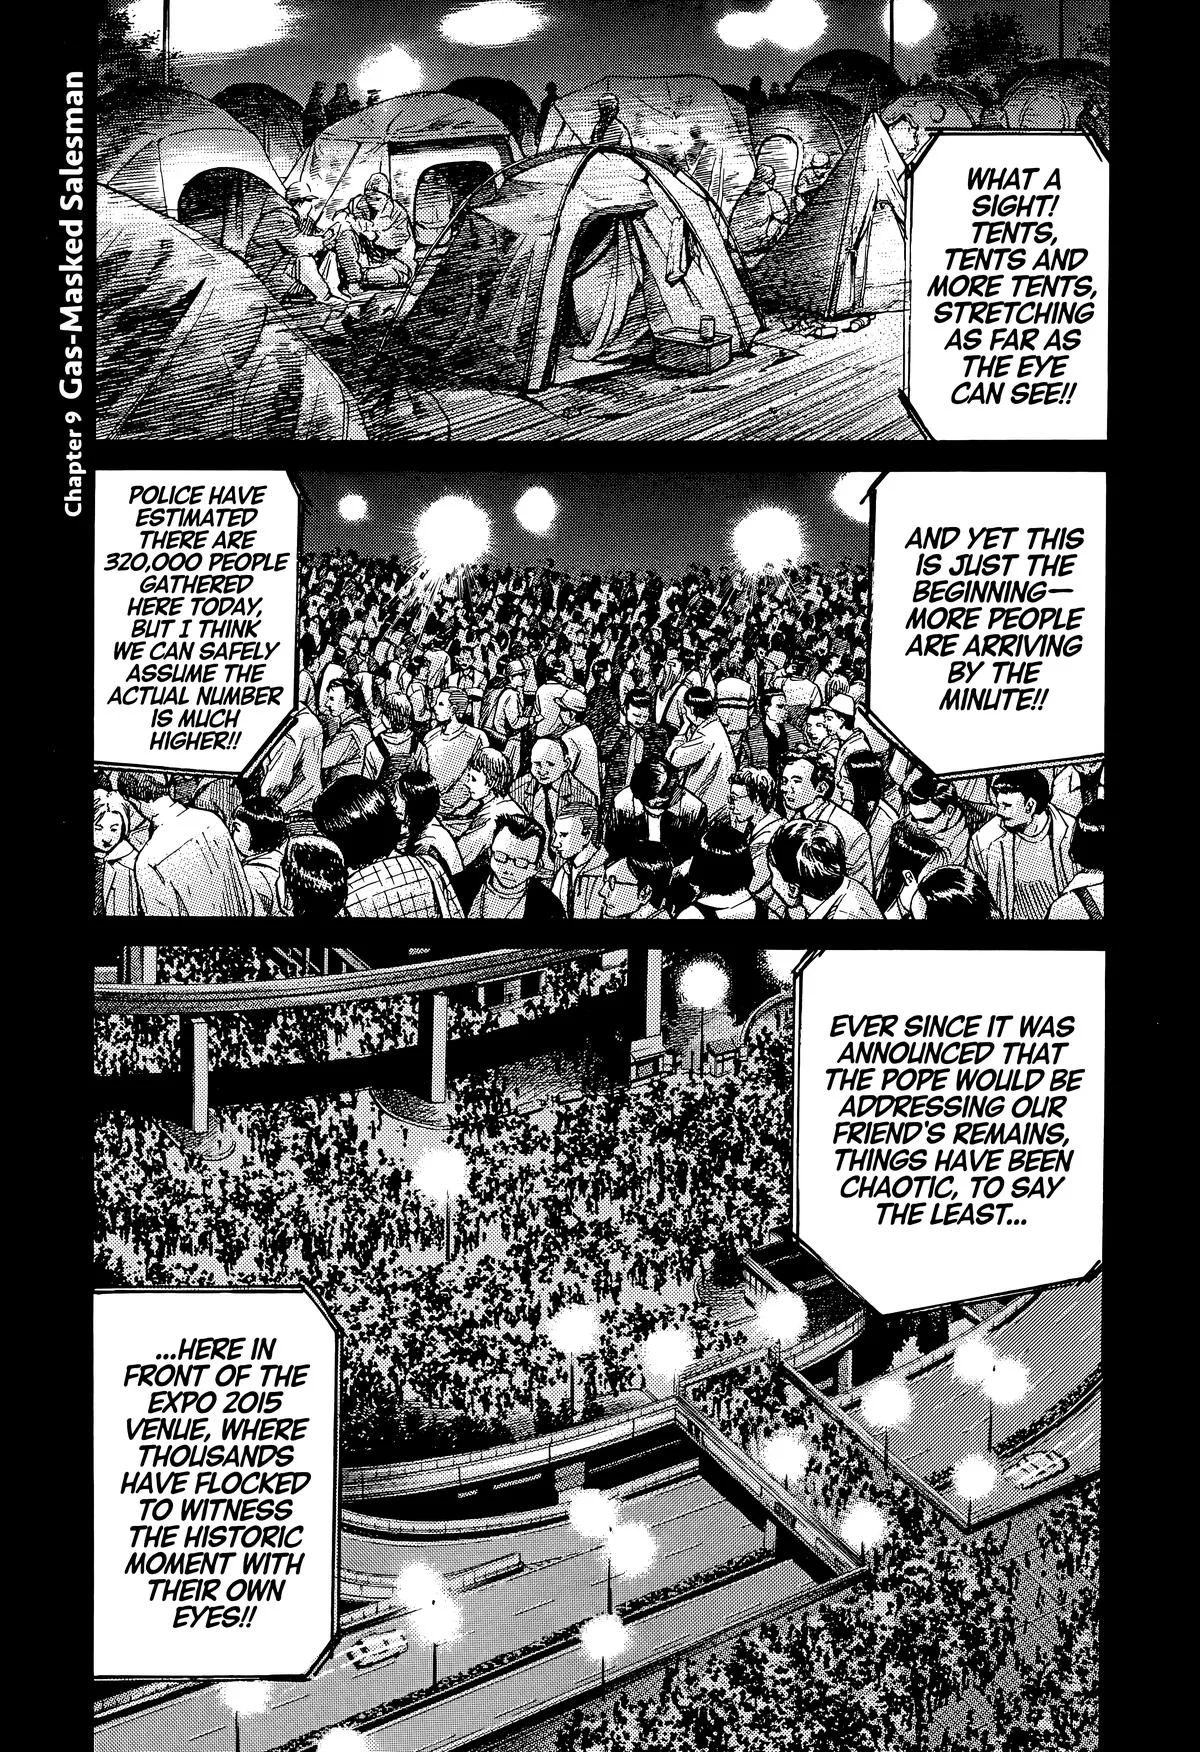 Chapter 9 Gas-Masked Salesman
WHAT A
SIGHT!
TENTS,
TENTS AND
MORE TENTS,
STRETCHING
AS FAR AS
THE EYE
CAN SEE!!
AND YET THIS
IS JUST THE
BEGINNING—
MORE PEOPLE
ARE ARRIVING
BY THE
MINUTE!!
POLICE HAVE
ESTIMATED
THERE ARE
320,000 PEOPLE
GATHERED
HERE TODAY,
BUT I THINK
WE CAN SAFELY
ASSUME THE
ACTUAL NUMBER
IS MUCH
HIGHER!!
EVER SINCE IT WAS
ANNOUNCED THAT
THE POPE WOULD BE
ADDRESSING OUR
FRIEND'S REMAINS,
THINGS HAVE BEEN
CHAOTIC, TO SAY
THE LEAST...
...HERE IN
FRONT OF THE
EXPO 2015
VENUE, WHERE
THOUSANDS
HAVE FLOCKED
TO WITNESS
THE HISTORIC
MOMENT WITH
THEIR OWN
EYES!!